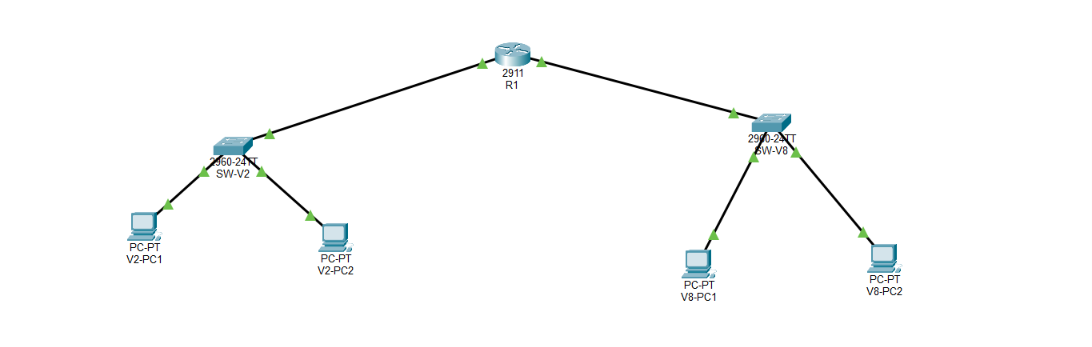 2911
R1
2960-24TT
SW-V2
2960-24TT
SW-V8
PC-PT
V2-PC1
PC-PT
V2-PC2
PC-PT
V8-PC1
PC-PT
V8-PC2